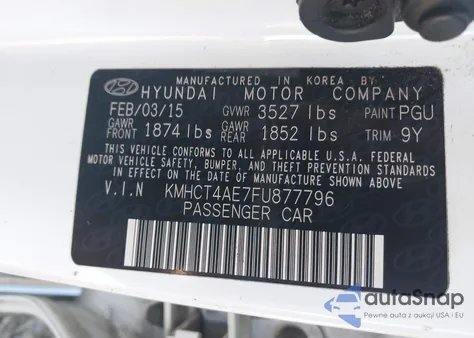 MANUFACTURED IN KOREA BY
HYUNDAI MOTOR COMPANY
FEB/03/15 GVWR 3527 lbs PAINT PGU
GAWR FRONT 1874 lbs GAWR REAR 1852 lbs TRIM 9Y
THIS VEHICLE CONFORMS TO ALL APPLICABLE U.S.A. FEDERAL
MOTOR VEHICLE SAFETY, BUMPER, AND THEFT PREVENTION
STANDARDS IN EFFECT ON THE DATE OF MANUFACTURE SHOWN ABOVE.
V.I.N KMHCT4AE7FU877796
PASSENGER CAR
autoSnap
Pewne auta z aukcji USA i EU